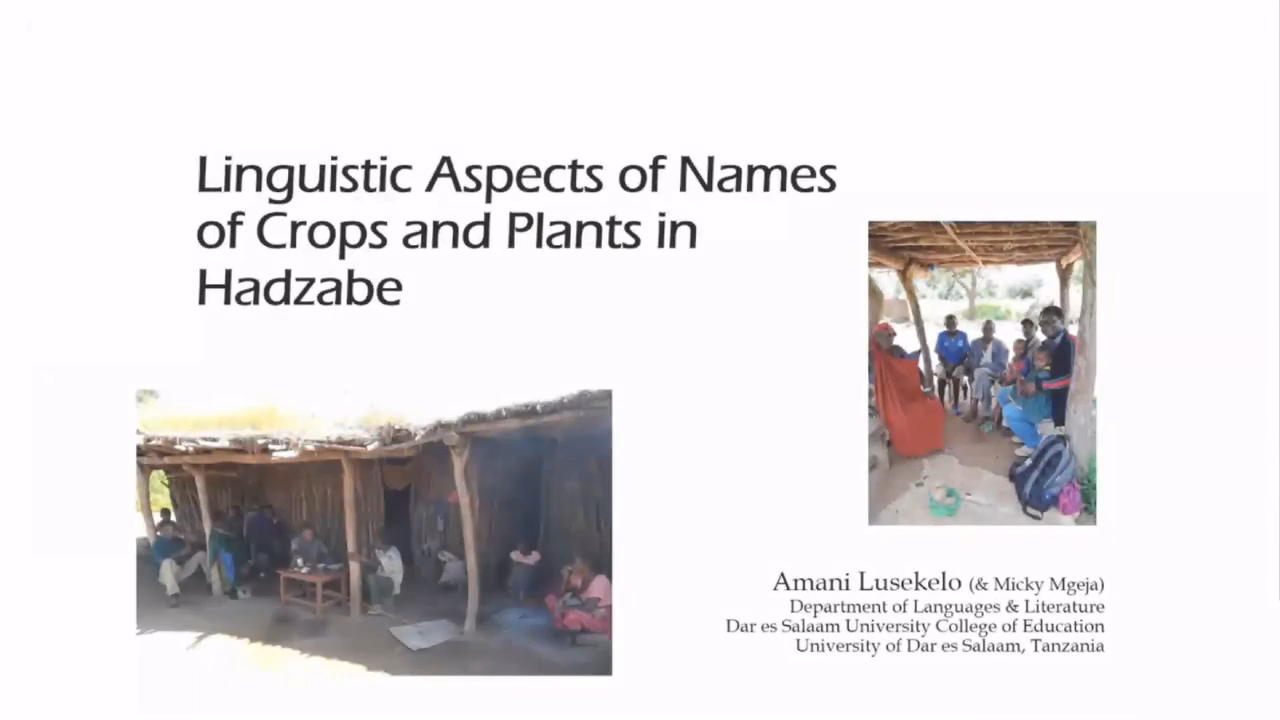 Linguistic Aspects of Names
of Crops and Plants in
Hadzabe
Amani Lusekelo (& Micky Mgeja)
Department of Languages & Literature
Dar es Salaam University College of Education
University of Dar es Salaam, Tanzania